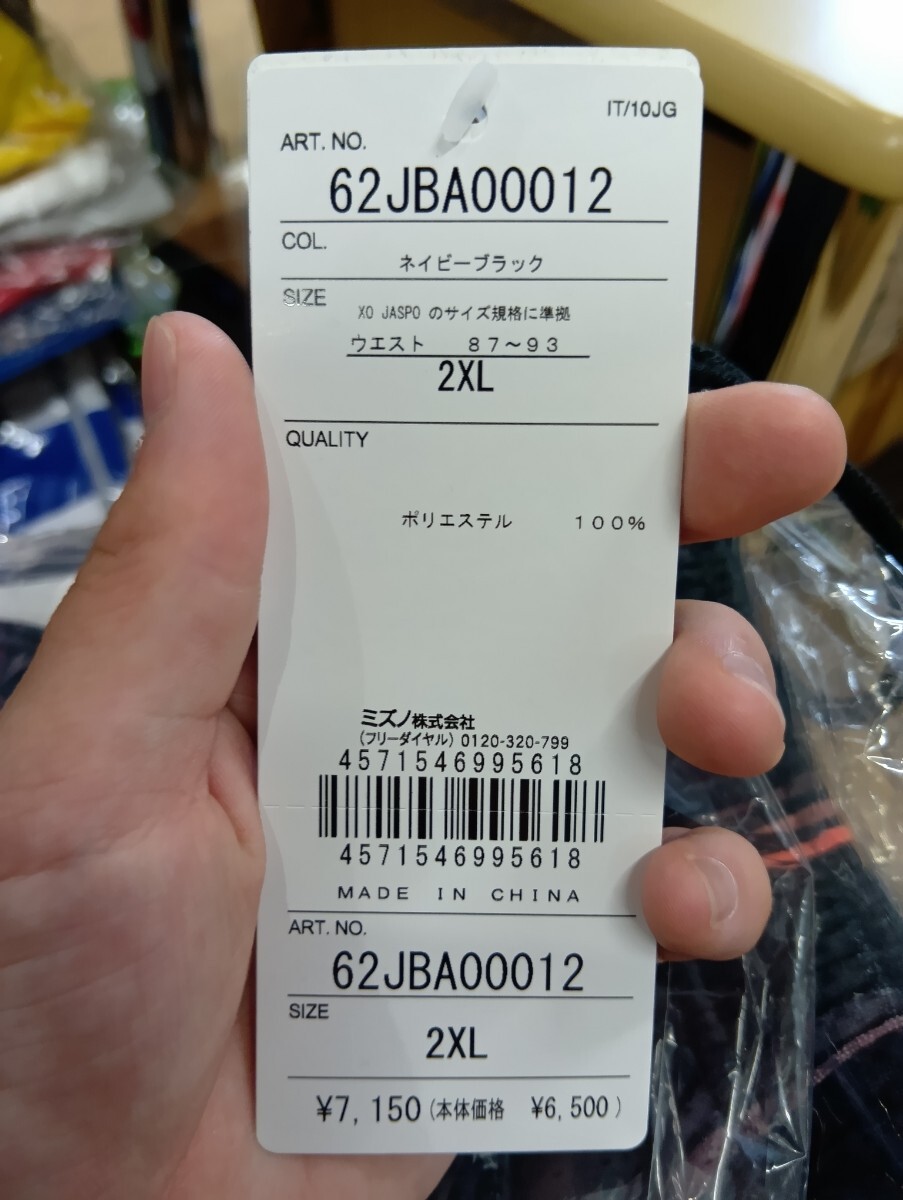 IT/10JG
ART. NO.
62JBA00012
COL.
ネイビーブラック
SIZE
XO JASPO のサイズ規格に準拠
ウエスト 87~93
2XL
QUALITY
ポリエステル 100%
ミズノ株式会社
(フリーダイヤル) 0120-320-799
4571546995618
4571546995618
MADE IN CHINA
ART. NO.
62JBA00012
SIZE
2XL
¥7,150 (本体価格 ¥6,500)